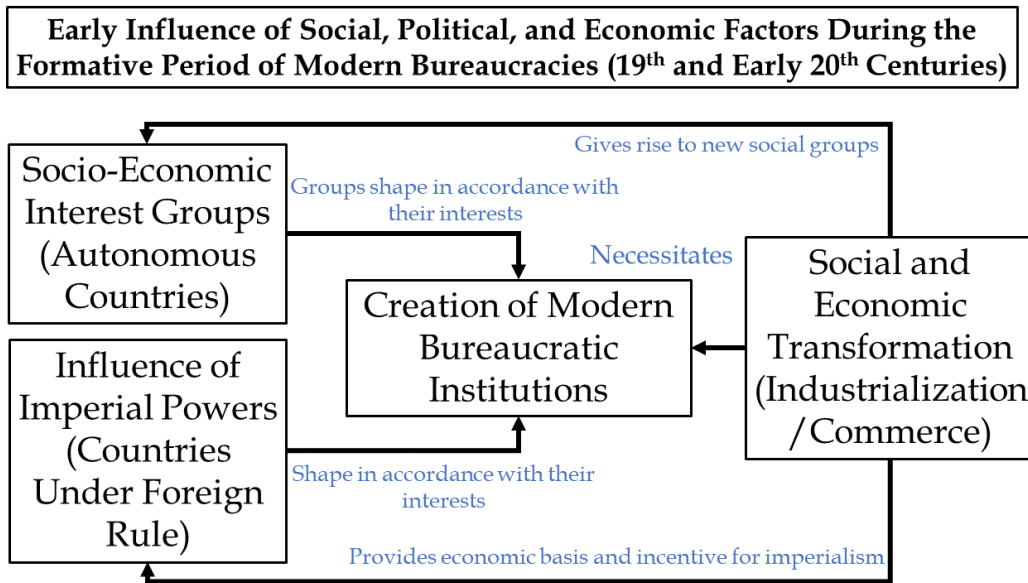 Early Influence of Social, Political, and Economic Factors During the
Formative Period of Modern Bureaucracies (19th and Early 20th Centuries)
Gives rise to new social groups
Socio-Economic
Interest Groups
(Autonomous
Countries)
Groups shape in accordance with
their interests
Necessitates
Creation of Modern
Bureaucratic
Institutions
Social and
Economic
Transformation
(Industrialization
/Commerce)
Influence of
Imperial Powers
(Countries
Under Foreign
Rule)
Shape in accordance with their
interests
Provides economic basis and incentive for imperialism